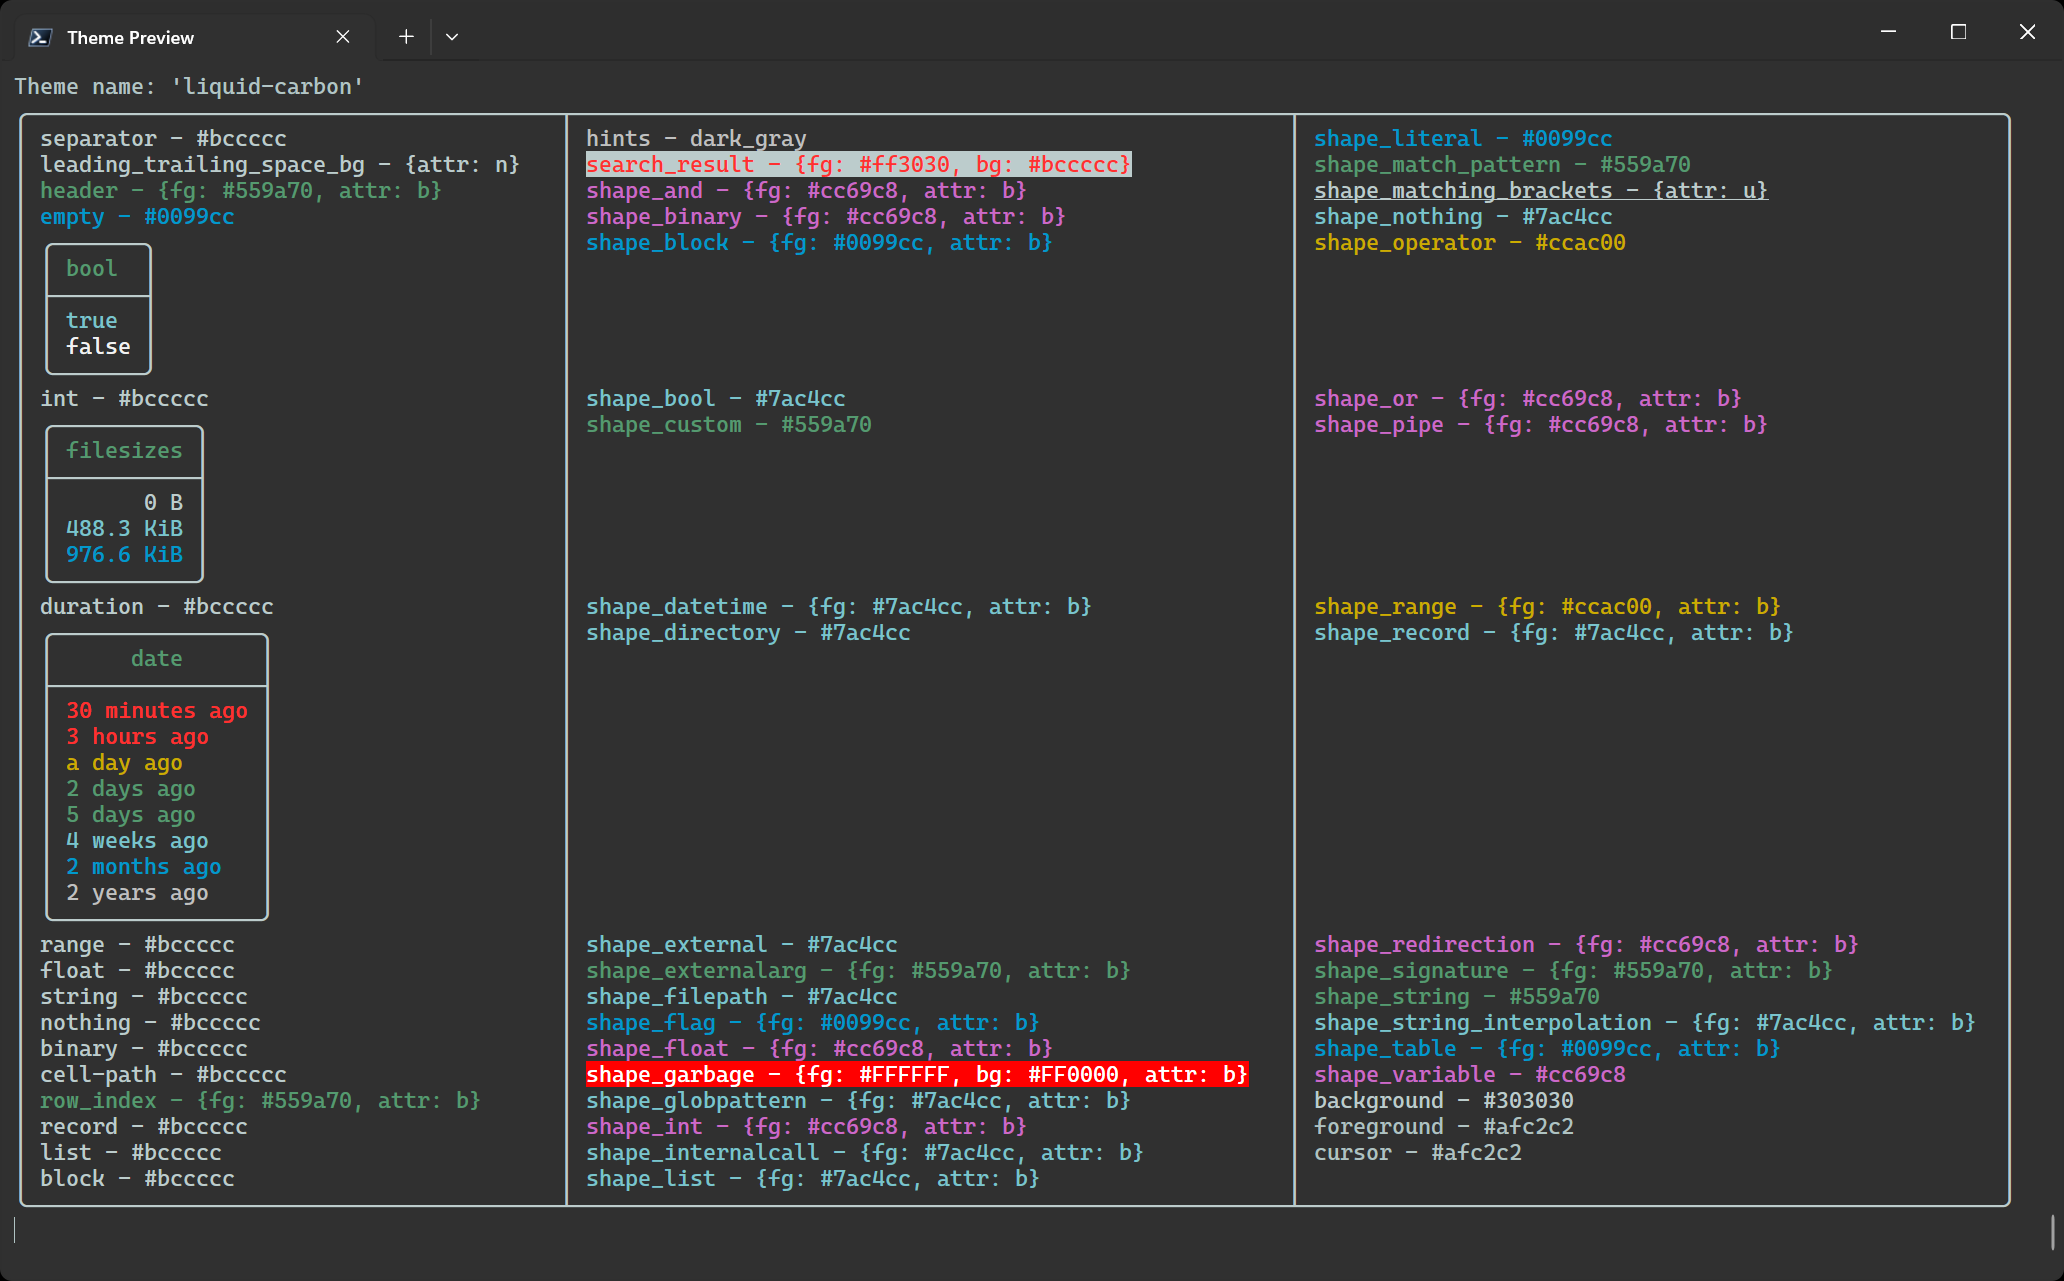 Theme Preview
Theme name: 'liquid-carbon'
separator - #bccccc
leading_trailing_space_bg - {attr: n}
header - {fg: #559a70, attr: b}
empty - #0099cc
bool
true
false
int - #bccccc
filesizes
0 B
488.3 KiB
976.6 KiB
duration - #bccccc
date
30 minutes ago
3 hours ago
a day ago
2 days ago
5 days ago
4 weeks ago
2 months ago
2 years ago
range - #bccccc
float - #bccccc
string - #bccccc
nothing - #bccccc
binary - #bccccc
cell-path - #bccccc
row_index - {fg: #559a70, attr: b}
record - #bccccc
list - #bccccc
block - #bccccc
hints - dark_gray
search_result - {fg: #ff3030, bg: #bccccc}
shape_and - {fg: #cc69c8, attr: b}
shape_binary - {fg: #cc69c8, attr: b}
shape_block - {fg: #0099cc, attr: b}
shape_bool - #7ac4cc
shape_custom - #559a70
shape_datetime - {fg: #7ac4cc, attr: b}
shape_directory - #7ac4cc
shape_external - #7ac4cc
shape_externalarg - {fg: #559a70, attr: b}
shape_filepath - #7ac4cc
shape_flag - {fg: #0099cc, attr: b}
shape_float - {fg: #cc69c8, attr: b}
shape_garbage - {fg: #FFFFFF, bg: #FF0000, attr: b}
shape_globpattern - {fg: #7ac4cc, attr: b}
shape_int - {fg: #cc69c8, attr: b}
shape_internalcall - {fg: #7ac4cc, attr: b}
shape_list - {fg: #7ac4cc, attr: b}
shape_literal - #0099cc
shape_match_pattern - #559a70
shape_matching_brackets - {attr: u}
shape_nothing - #7ac4cc
shape_operator - #ccac00
shape_or - {fg: #cc69c8, attr: b}
shape_pipe - {fg: #cc69c8, attr: b}
shape_range - {fg: #ccac00, attr: b}
shape_record - {fg: #7ac4cc, attr: b}
shape_redirection - {fg: #cc69c8, attr: b}
shape_signature - {fg: #559a70, attr: b}
shape_string - #559a70
shape_string_interpolation - {fg: #7ac4cc, attr: b}
shape_table - {fg: #0099cc, attr: b}
shape_variable - #cc69c8
background - #303030
foreground - #afc2c2
cursor - #afc2c2